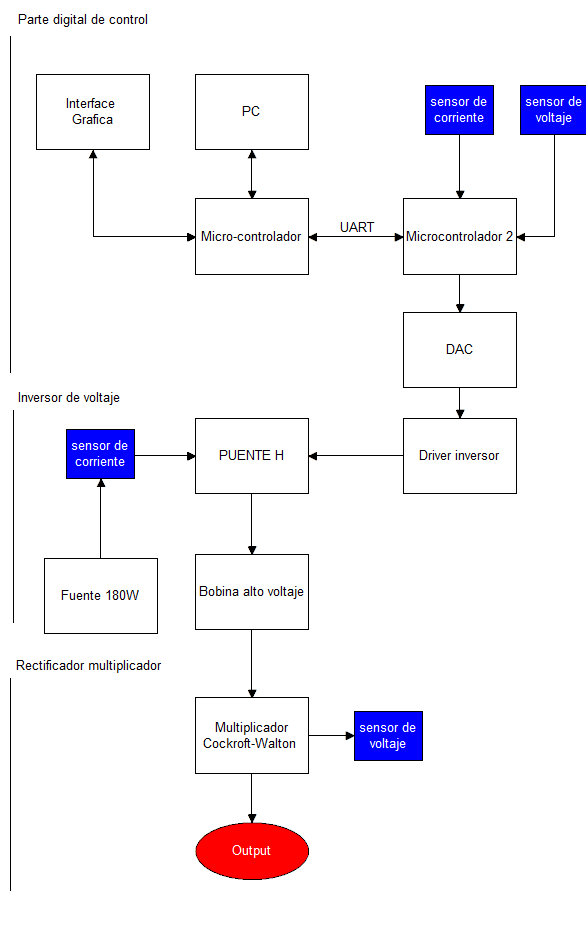 Parte digital de control
Interface
Grafica
PC
sensor de
corriente
sensor de
voltaje
Micro-controlador
UART
Microcontrolador 2
DAC
Inversor de voltaje
sensor de
corriente
PUENTE H
Driver inversor
Fuente 180W
Bobina alto voltaje
Rectificador multiplicador
Multiplicador
Cockroft-Walton
sensor de
voltaje
Output